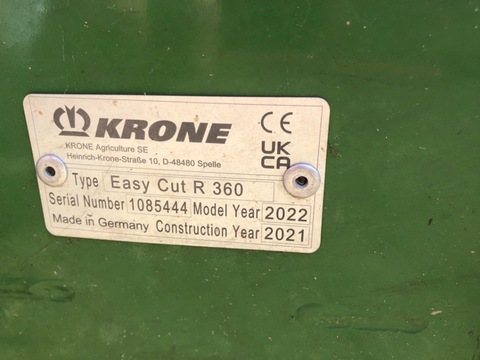 KRONE
KRONE Agriculture SE
Heinrich-Krone-Straße 10, D-48480 Spelle
CE
UK
CA
Type Easy Cut R 360
Serial Number 1085444 Model Year 2022
Made in Germany Construction Year 2021